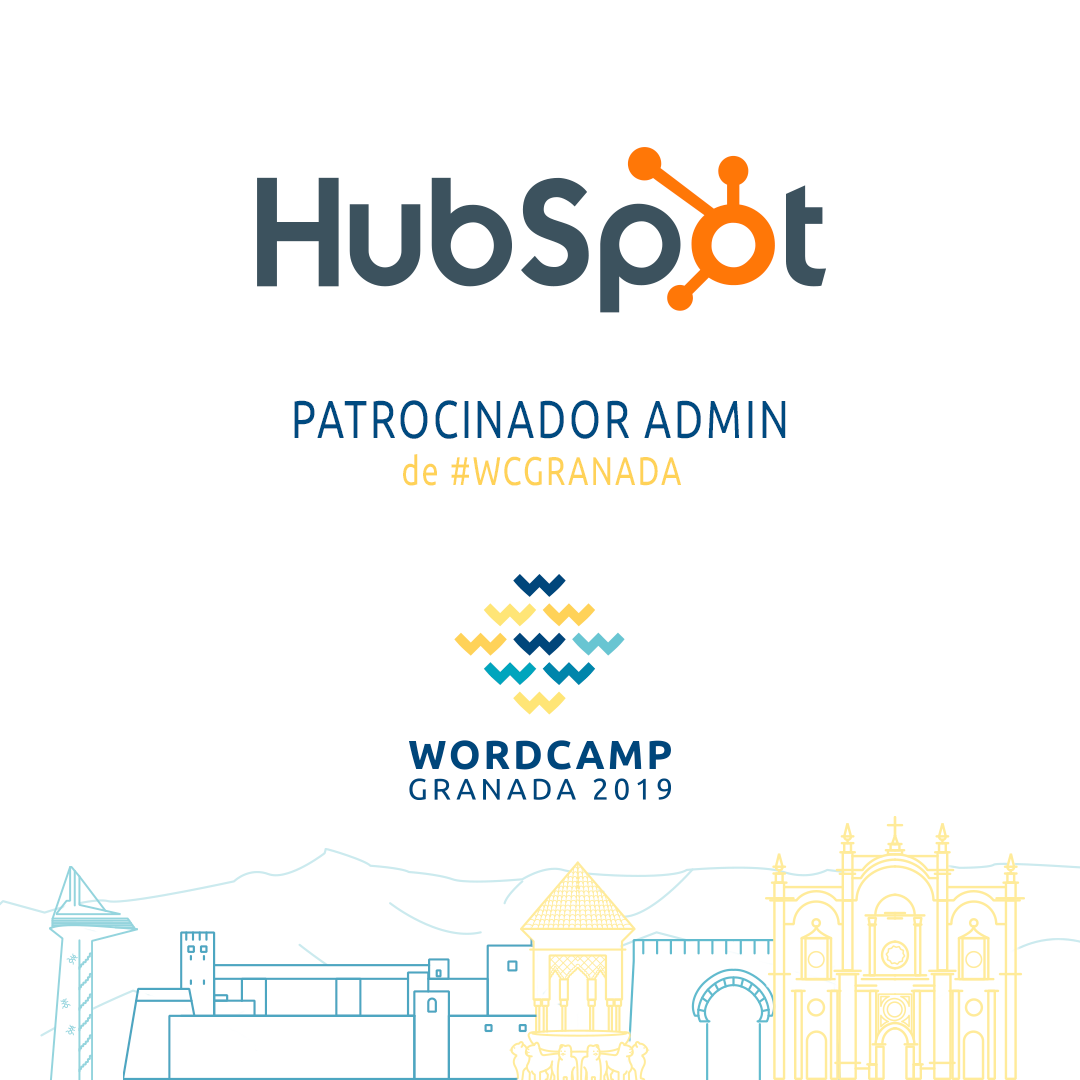 HubSpot
PATROCINADOR ADMIN
de #WCGRANADA
WORDCAMP
GRANADA 2019